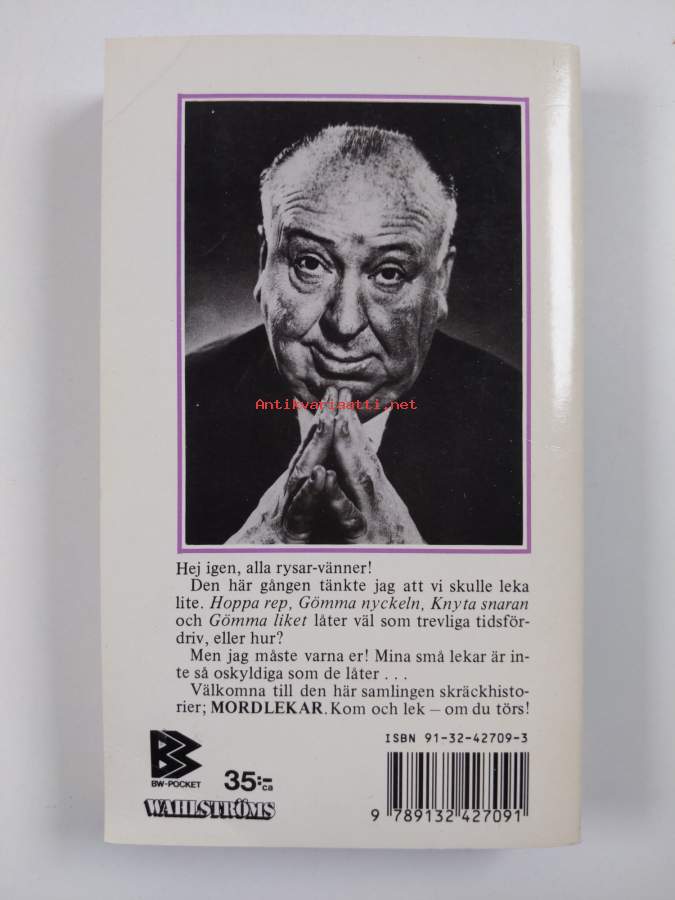 Antikvariaatti.net
Hej igen, alla rysar-vänner!
Den här gången tänkte jag att vi skulle leka
lite. Hoppa rep, Gömma nyckeln, Knyta snaran
och Gömma liket låter väl som trevliga tidsför-
driv, eller hur?
Men jag måste varna er! Mina små lekar är in-
te så oskyldiga som de låter . . .
Välkomna till den här samlingen skräckhisto-
rier; MORDLEKAR. Kom och lek – om du törs!
ISBN 91-32-42709-3
BW-POCKET
35:-
ca
WAHLSTRÖMS
9 789132 427091